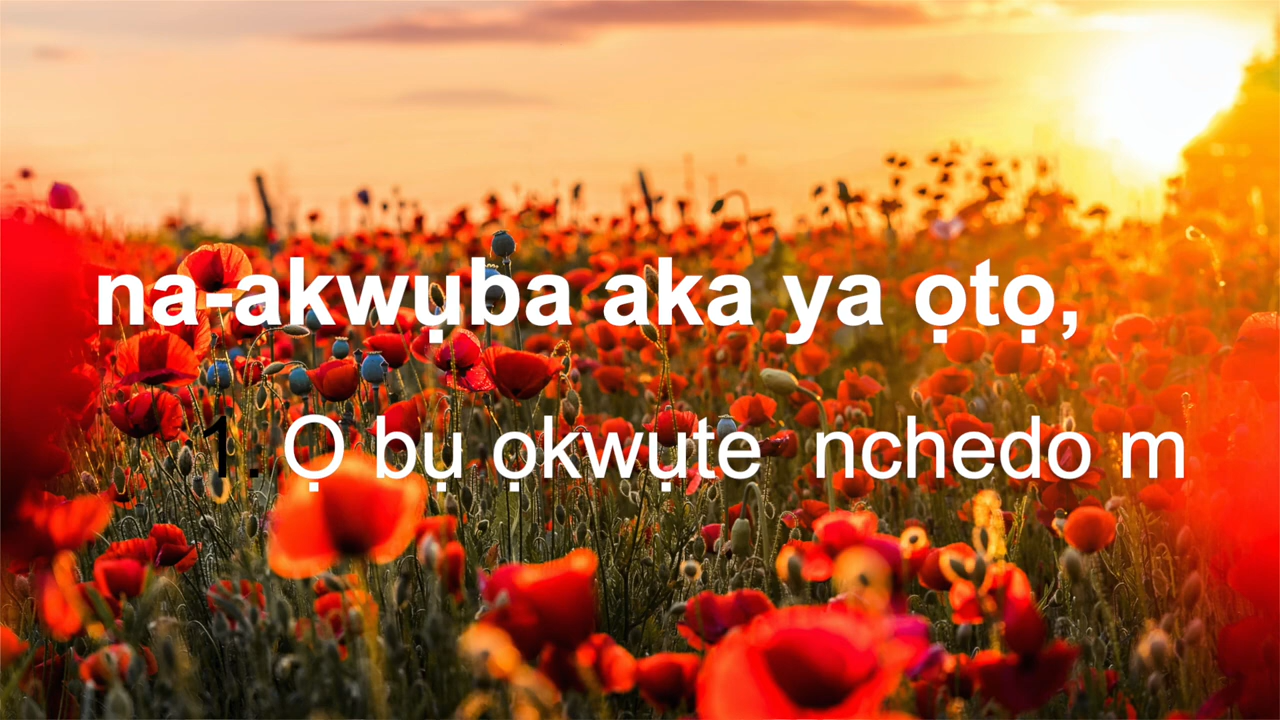 na-akwụba aka ya ọtọ,
1. Ọ bụ ọkwụte nchedo m